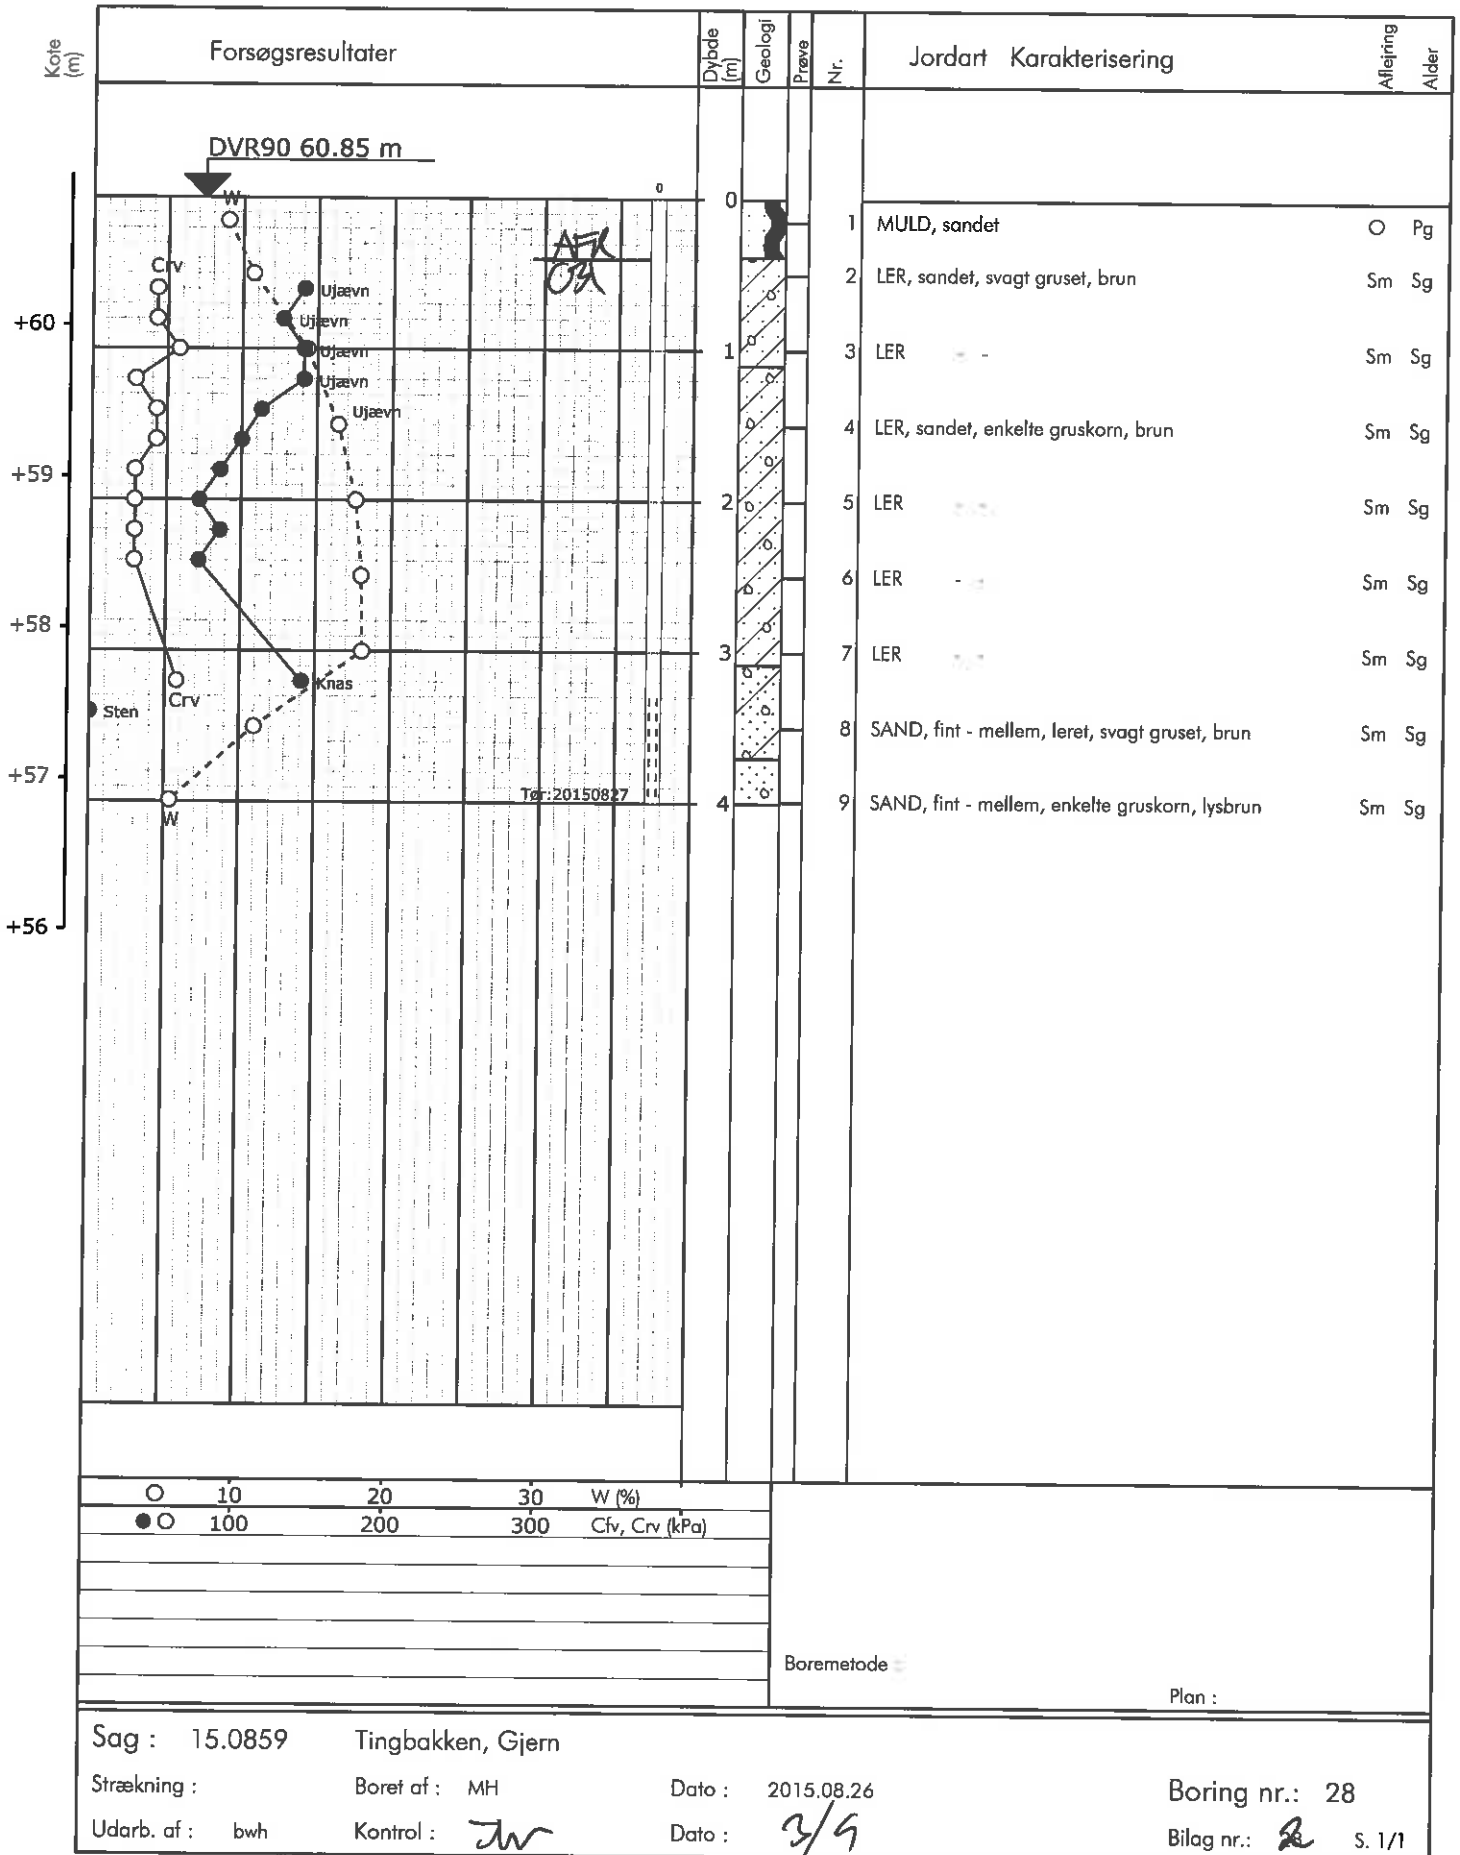 Kote (m)
Forsøgsresultater
Dybde (m)
Geologi
Prøve
Nr.
Jordart Karakterisering
Aflejring
Alder
DVR90 60.85 m
W
0
0
AFR
OBL
1 MULD, sandet O Pg
Crv
Ujævn
2 LER, sandet, svagt gruset, brun Sm Sg
+60
Ujævn
Ujævn
1
3 LER - - Sm Sg
Ujævn
Ujævn
4 LER, sandet, enkelte gruskorn, brun Sm Sg
+59
2
5 LER Sm Sg
6 LER - Sm Sg
+58
3
7 LER Sm Sg
Knas
Crv
Sten
8 SAND, fint - mellem, leret, svagt gruset, brun Sm Sg
+57
Tør:20150827
4
9 SAND, fint - mellem, enkelte gruskorn, lysbrun Sm Sg
W
+56
10 20 30 W (%)
100 200 300 Cfv, Crv (kPa)
Boremetode
Plan :
Sag : 15.0859 Tingbakken, Gjern
Strækning : Boret af : MH Dato : 2015.08.26 Boring nr.: 28
Udarb. af : bwh Kontrol : Dato : 3/9 Bilag nr.: 2 S. 1/1